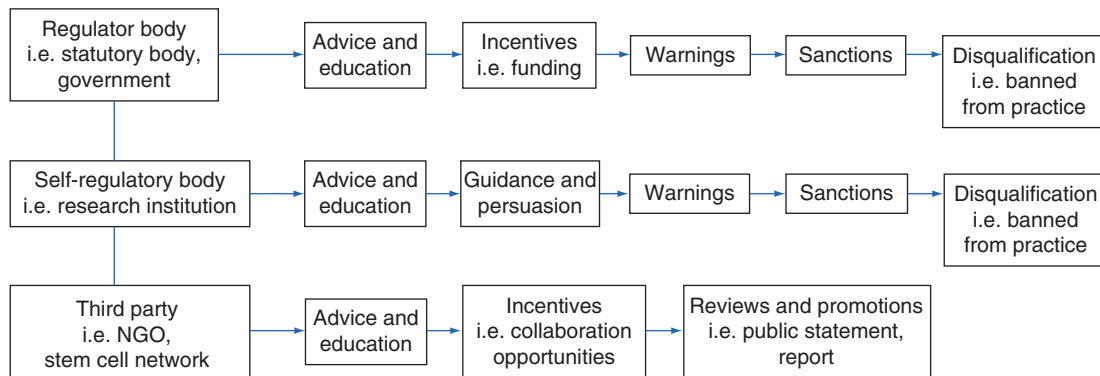 Regulator body
i.e. statutory body,
government
Advice and
education
Incentives
i.e. funding
Warnings
Sanctions
Disqualification
i.e. banned
from practice
Self-regulatory body
i.e. research institution
Advice and
education
Guidance and
persuasion
Warnings
Sanctions
Disqualification
i.e. banned
from practice
Third party
i.e. NGO,
stem cell network
Advice and
education
Incentives
i.e. collaboration
opportunities
Reviews and promotions
i.e. public statement,
report